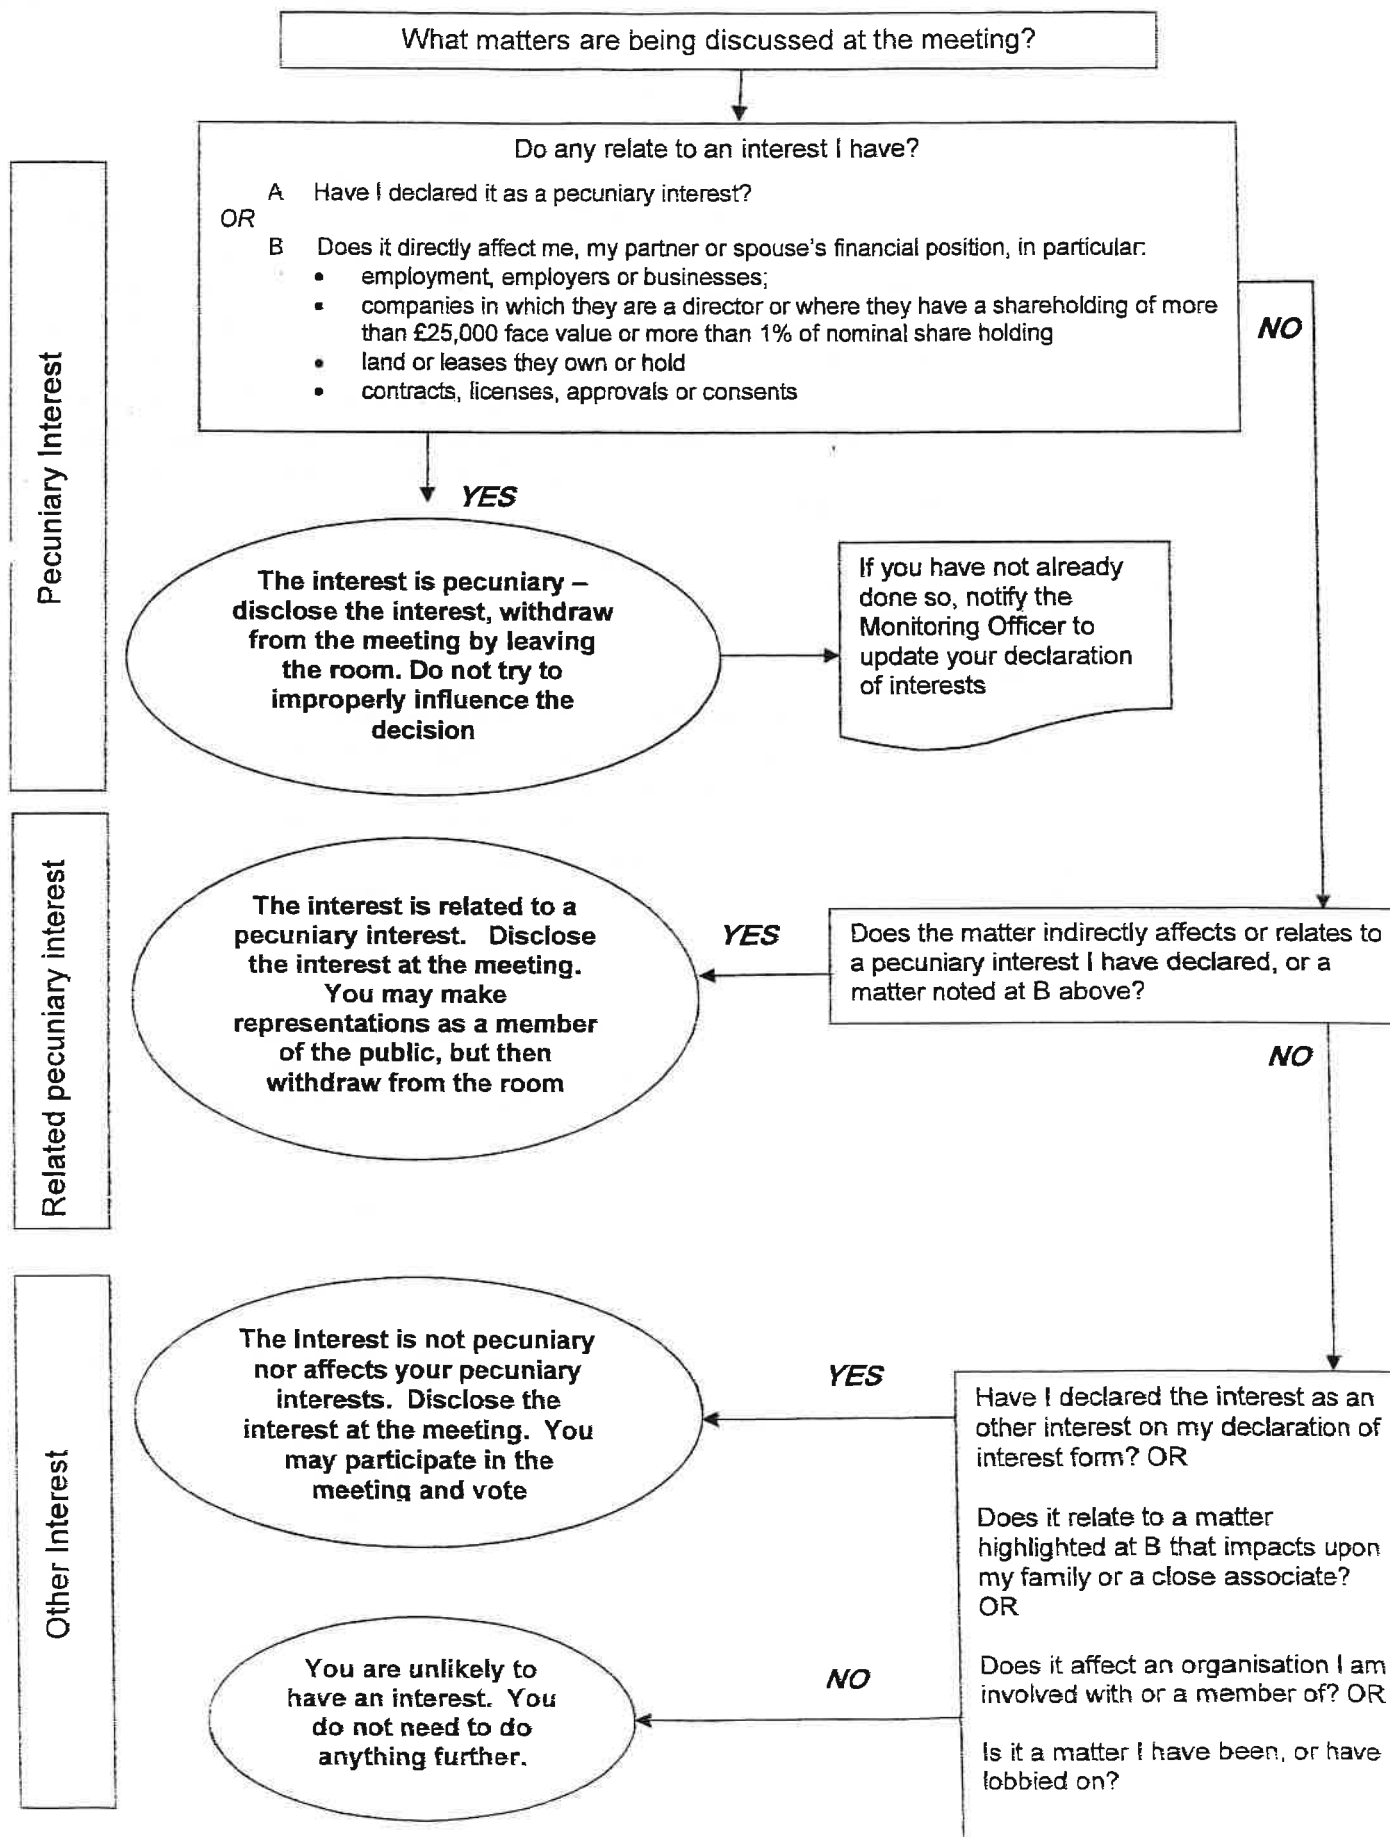 What matters are being discussed at the meeting?
Do any relate to an interest I have?
A Have I declared it as a pecuniary interest?
OR
B Does it directly affect me, my partner or spouse's financial position, in particular:
• employment, employers or businesses;
• companies in which they are a director or where they have a shareholding of more
than £25,000 face value or more than 1% of nominal share holding
• land or leases they own or hold
• contracts, licenses, approvals or consents
NO
Pecuniary Interest
YES
The interest is pecuniary –
disclose the interest, withdraw
from the meeting by leaving
the room. Do not try to
improperly influence the
decision
If you have not already
done so, notify the
Monitoring Officer to
update your declaration
of interests
Related pecuniary interest
The interest is related to a
pecuniary interest. Disclose
the interest at the meeting.
You may make
representations as a member
of the public, but then
withdraw from the room
YES
Does the matter indirectly affects or relates to
a pecuniary interest I have declared, or a
matter noted at B above?
NO
Other Interest
The Interest is not pecuniary
nor affects your pecuniary
interests. Disclose the
interest at the meeting. You
may participate in the
meeting and vote
YES
Have I declared the interest as an
other interest on my declaration of
interest form? OR
Does it relate to a matter
highlighted at B that impacts upon
my family or a close associate?
OR
Does it affect an organisation I am
involved with or a member of? OR
Is it a matter I have been, or have
lobbied on?
NO
You are unlikely to
have an interest. You
do not need to do
anything further.